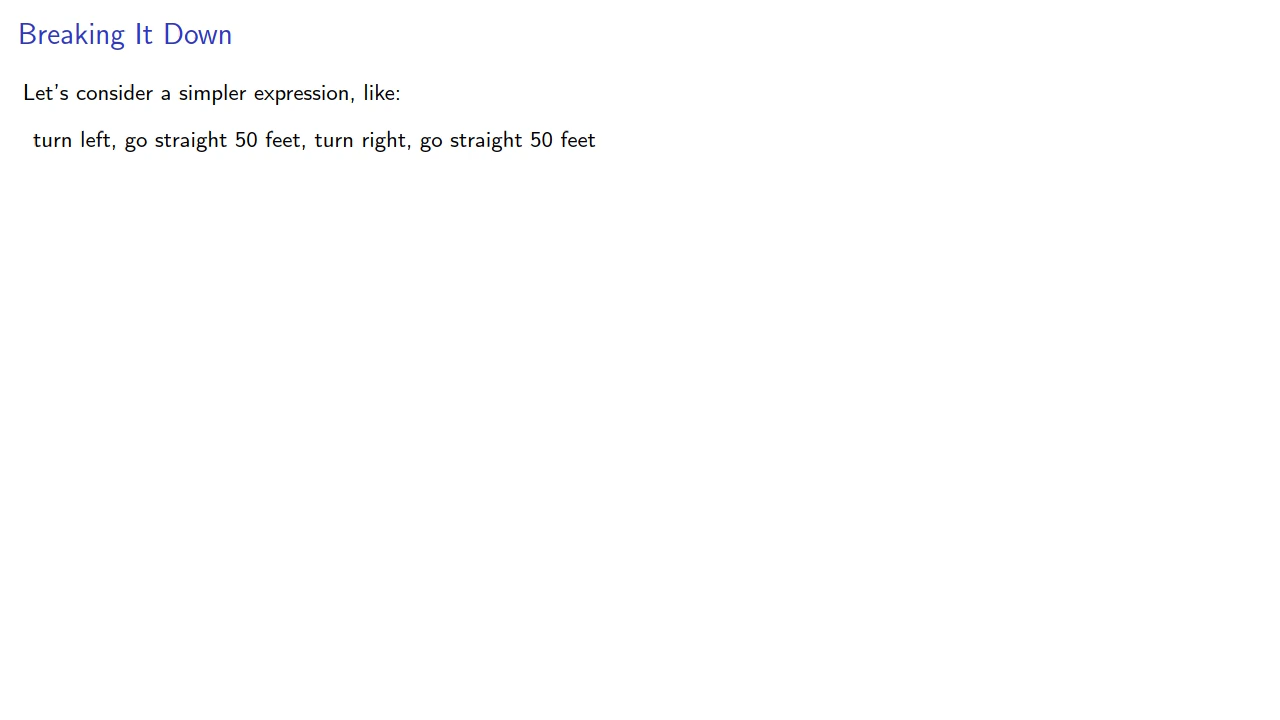 Breaking It Down
Let's consider a simpler expression, like:
turn left, go straight 50 feet, turn right, go straight 50 feet